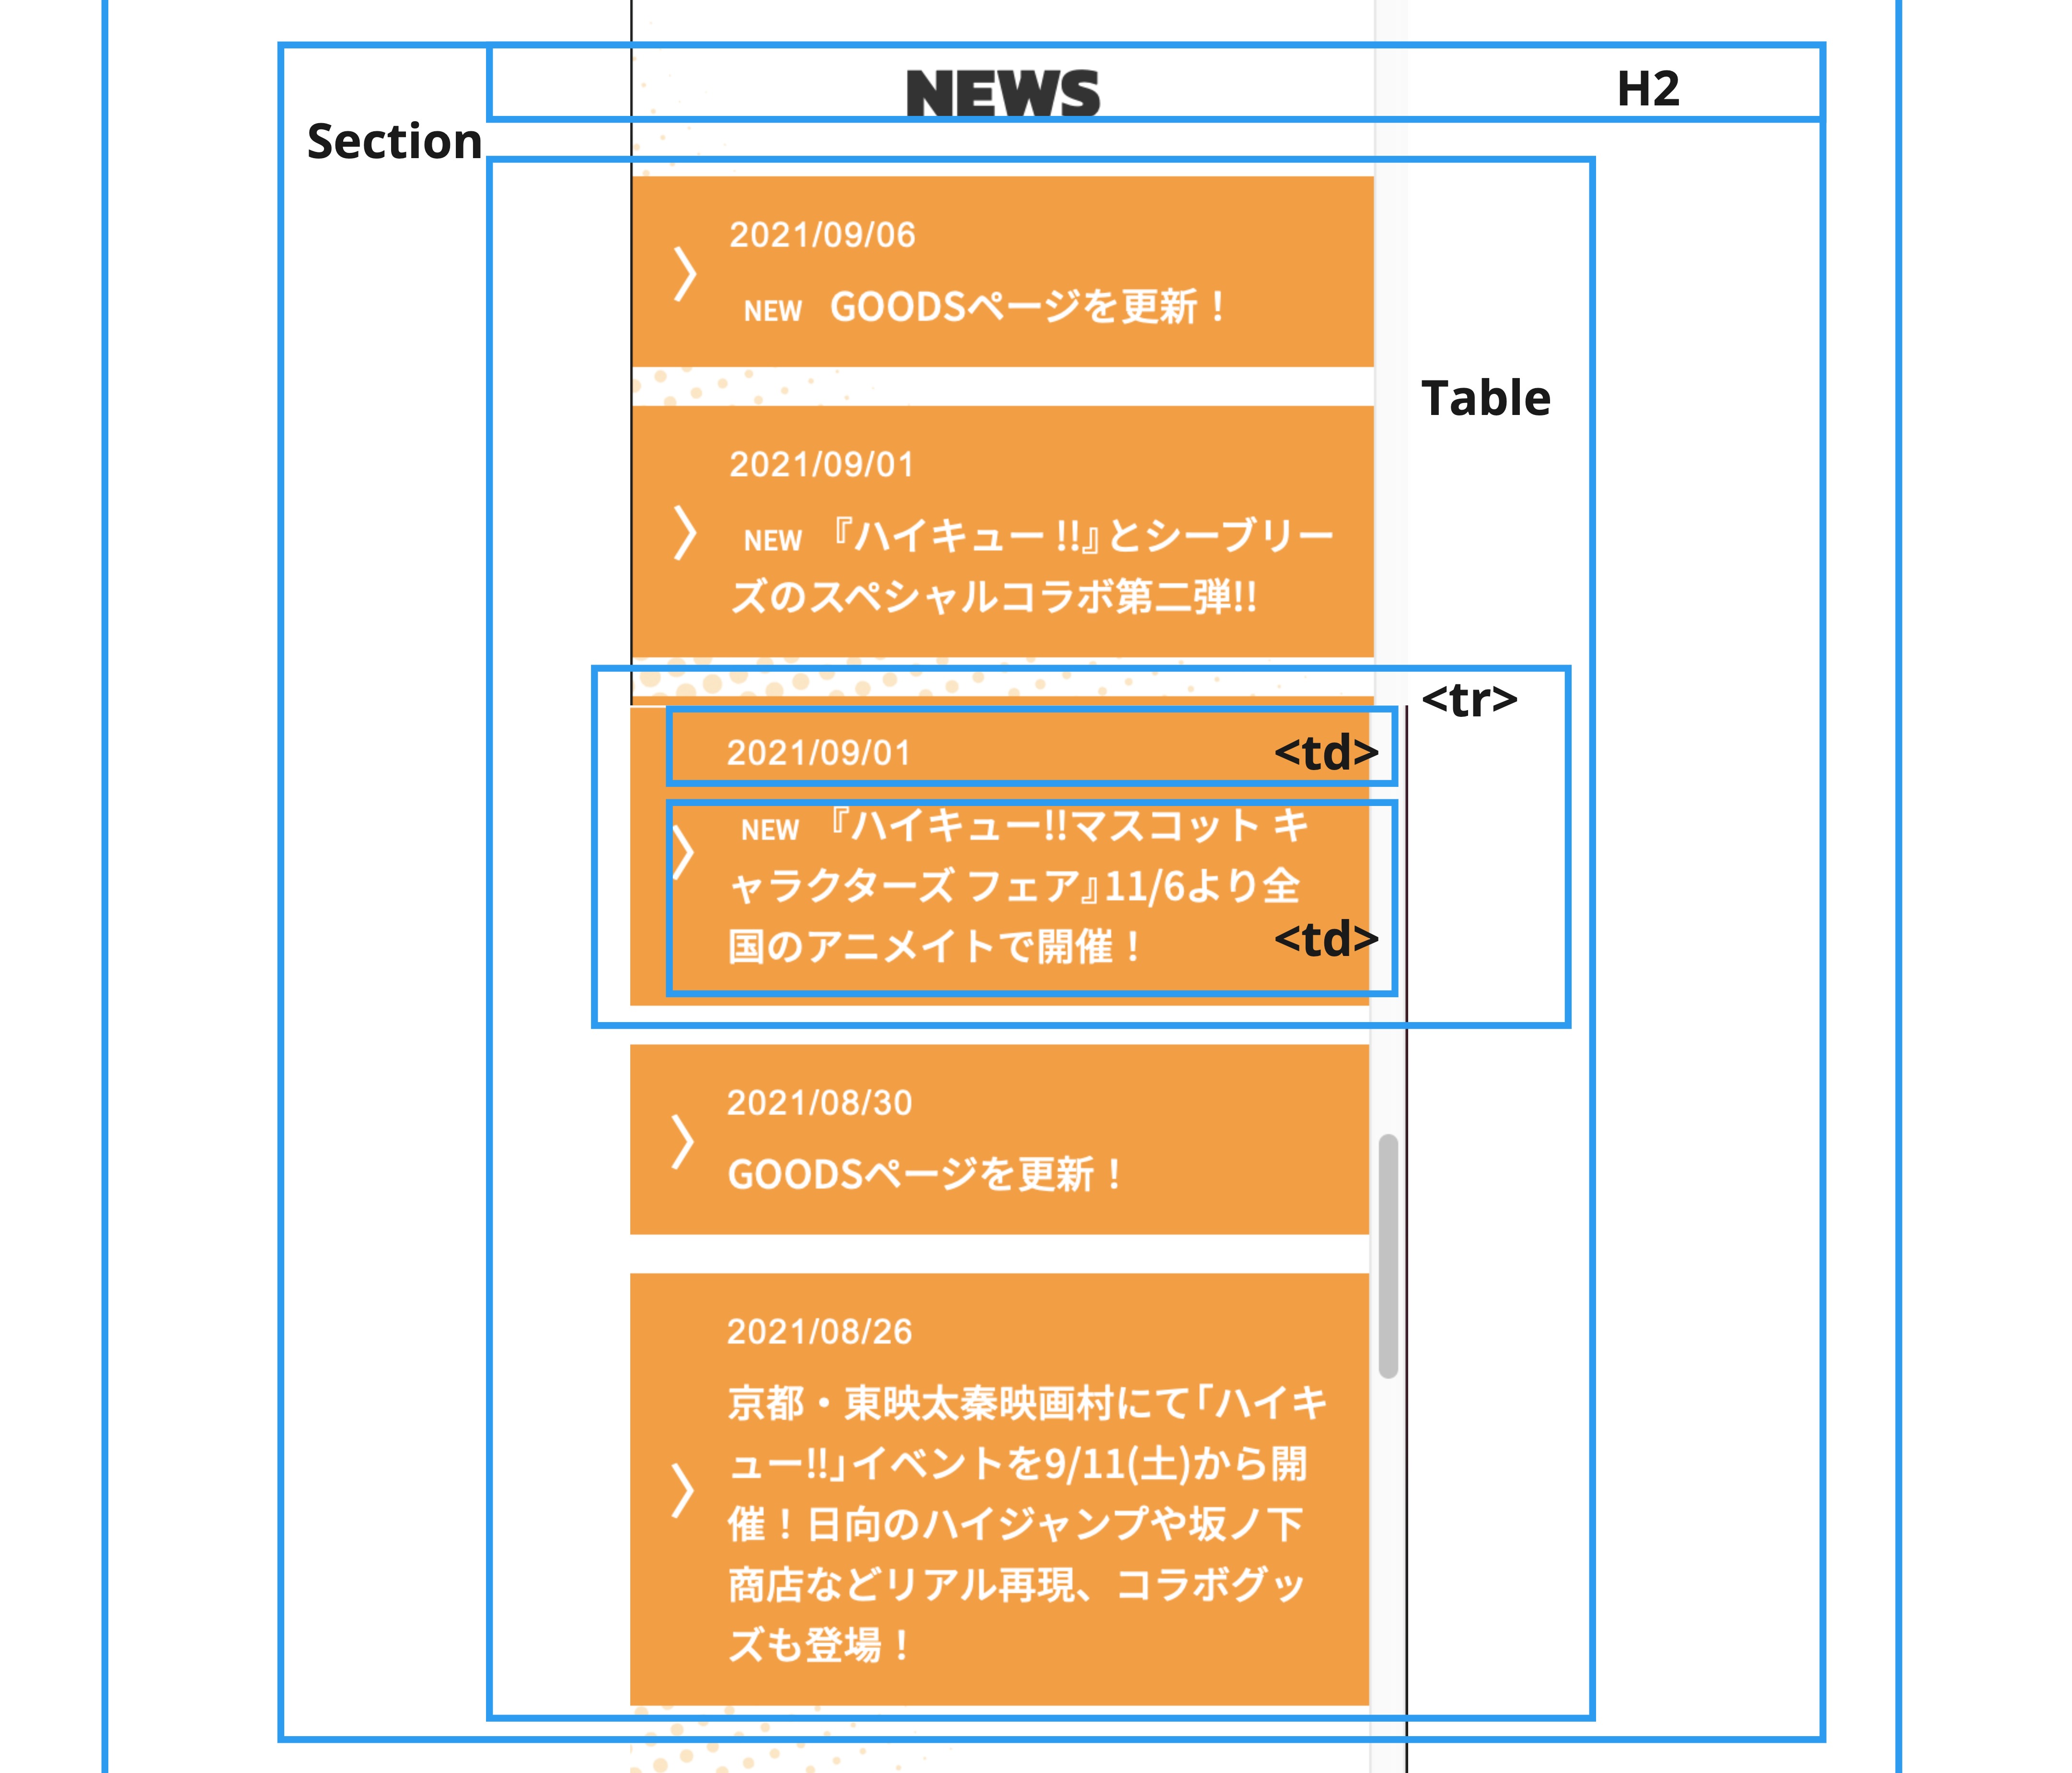 NEWS
H2
Section
2021/09/06
NEW GOODSページを更新！
Table
2021/09/01
NEW 『ハイキュー !!』とシーブリー
ズのスペシャルコラボ第二弾!!
<tr>
2021/09/01
<td>
NEW 『ハイキュー!!マスコット キ
ャラクターズ フェア』11/6より全
国のアニメイトで開催！
<td>
2021/08/30
GOODSページを更新！
2021/08/26
京都・東映太秦映画村にて「ハイキ
ュー!!」イベントを9/11(土)から開
催！日向のハイジャンプや坂ノ下
商店などリアル再現、コラボグッ
ズも登場！